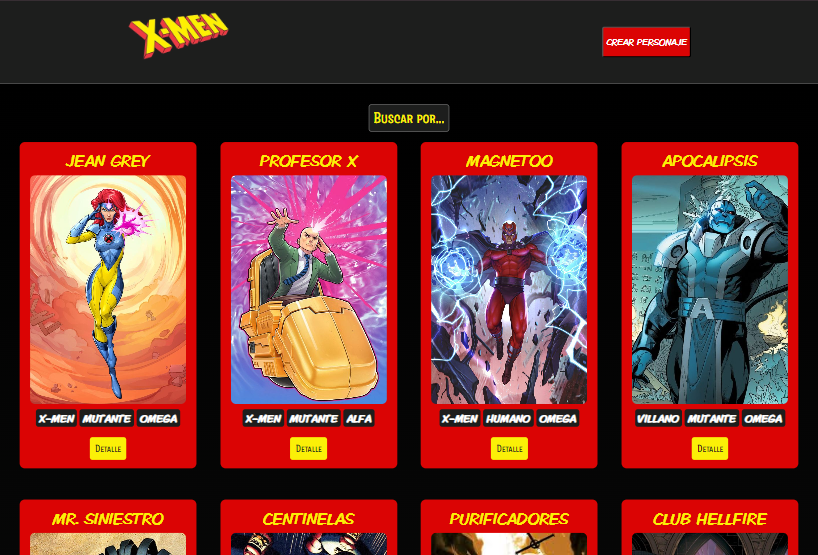 X-MEN
CREAR PERSONAJE
BUSCAR POR...
JEAN GREY
PROFESOR X
MAGNETOO
APOCALIPSIS
A
X-MEN MUTANTE OMEGA
X-MEN MUTANTE ALFA
X-MEN HUMANO OMEGA
VILLANO MUTANTE OMEGA
DETALLE
DETALLE
DETALLE
DETALLE
MR. SINIESTRO
CENTINELAS
PURIFICADORES
CLUB HELLFIRE